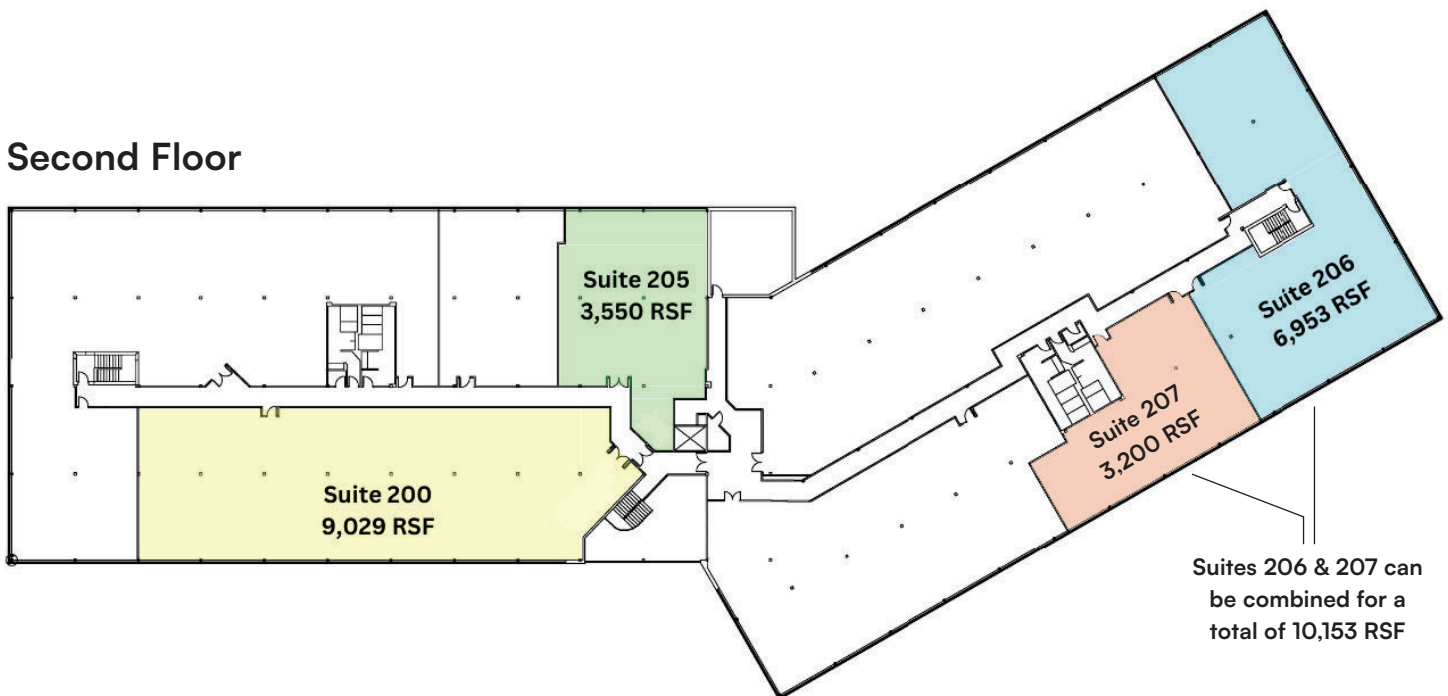 Second Floor
Suite 205
3,550 RSF
Suite 200
9,029 RSF
Suite 206
6,953 RSF
Suite 207
3,200 RSF
Suites 206 & 207 can
be combined for a
total of 10,153 RSF